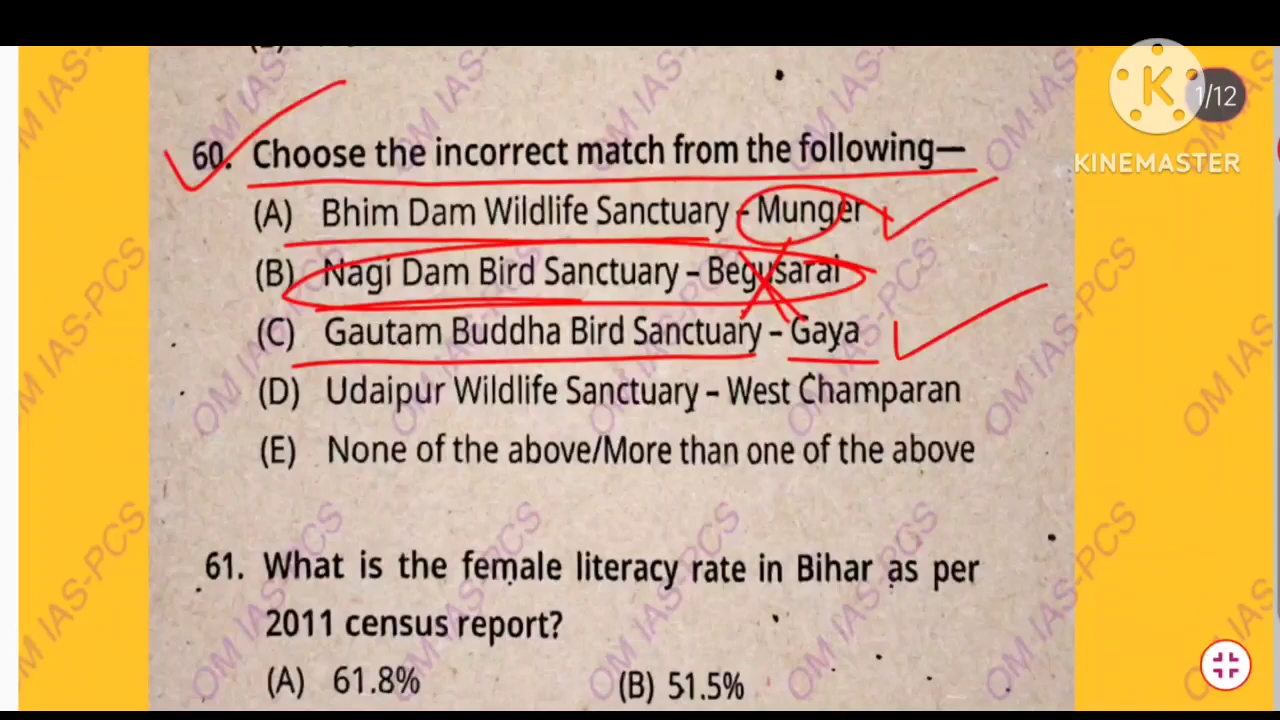 1/12
KINEMASTER
60. Choose the incorrect match from the following—
(A) Bhim Dam Wildlife Sanctuary – Munger
(B) Nagi Dam Bird Sanctuary – Begusarai
(C) Gautam Buddha Bird Sanctuary – Gaya
(D) Udaipur Wildlife Sanctuary – West Champaran
(E) None of the above/More than one of the above
61. What is the female literacy rate in Bihar as per
2011 census report?
(A) 61.8% (B) 51.5%
OM IAS-PCS